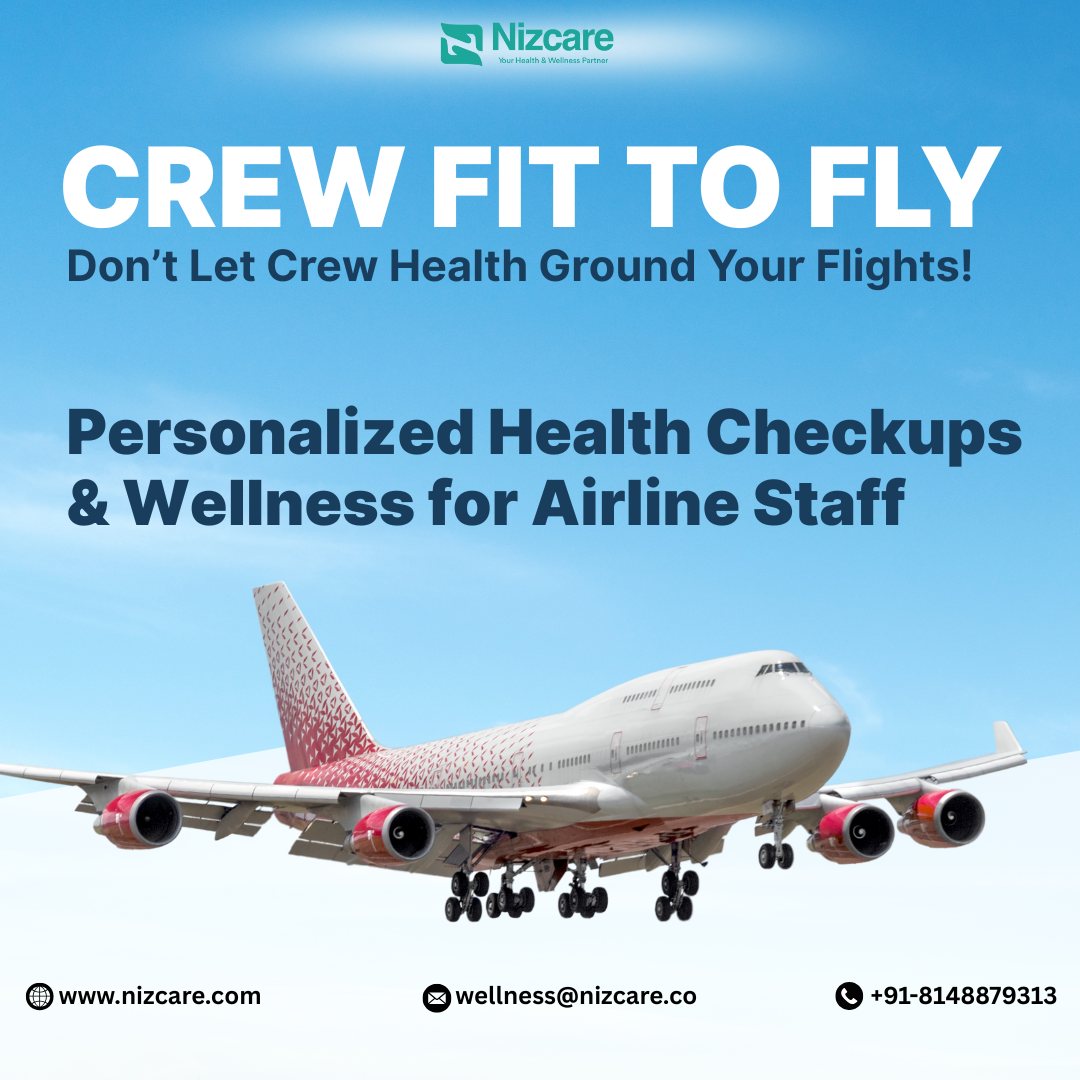 Nizcare
Your Health & Wellness Partner
CREW FIT TO FLY
Don’t Let Crew Health Ground Your Flights!
Personalized Health Checkups
& Wellness for Airline Staff
www.nizcare.com
wellness@nizcare.co
+91-8148879313